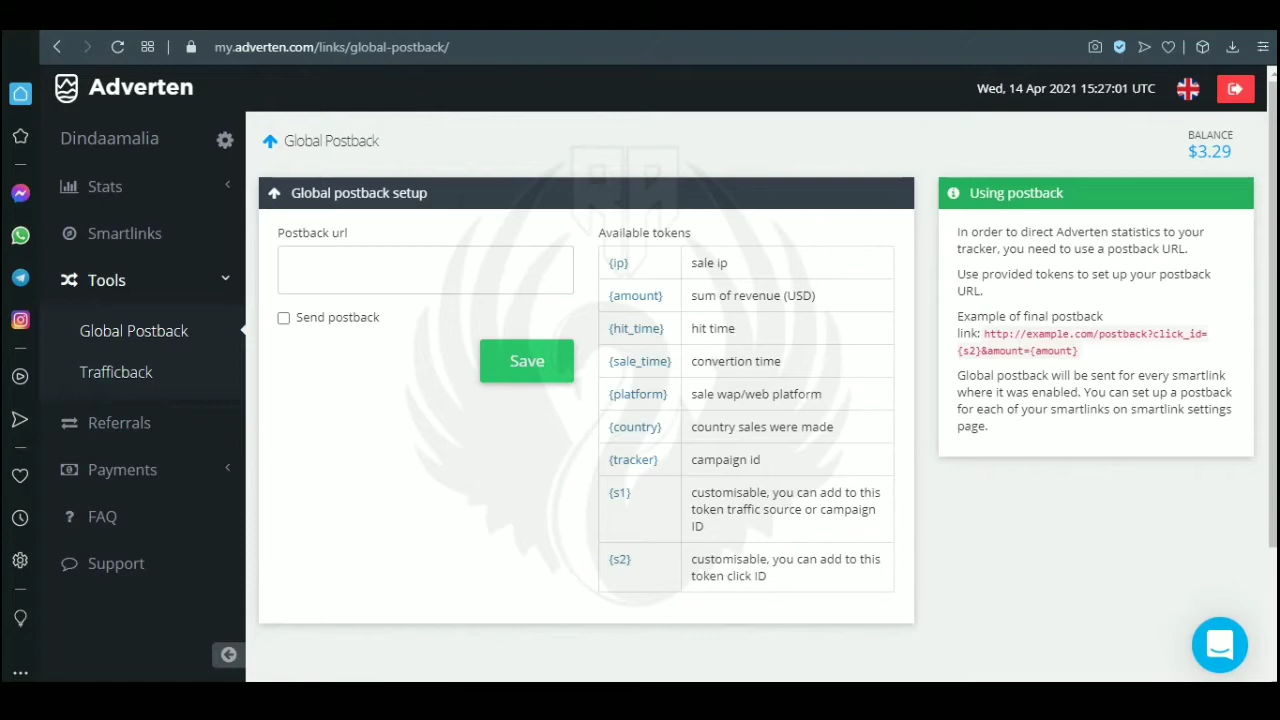 my.adverten.com/links/global-postback/
Adverten
Wed, 14 Apr 2021 15:27:01 UTC
Dindaamalia
Stats
Smartlinks
Tools
Global Postback
Trafficback
Referrals
Payments
FAQ
Support
Global Postback
BALANCE
$3.29
Global postback setup
Postback url
Send postback
Save
Available tokens
{ip} sale ip
{amount} sum of revenue (USD)
{hit_time} hit time
{sale_time} convertion time
{platform} sale wap/web platform
{country} country sales were made
{tracker} campaign id
{s1} customisable, you can add to this
token traffic source or campaign
ID
{s2} customisable, you can add to this
token click ID
Using postback
In order to direct Adverten statistics to your
tracker, you need to use a postback URL.
Use provided tokens to set up your postback
URL.
Example of final postback
link: http://example.com/postback?click_id=
{s2}&amount={amount}
Global postback will be sent for every smartlink
where it was enabled. You can set up a postback
for each of your smartlinks on smartlink settings
page.